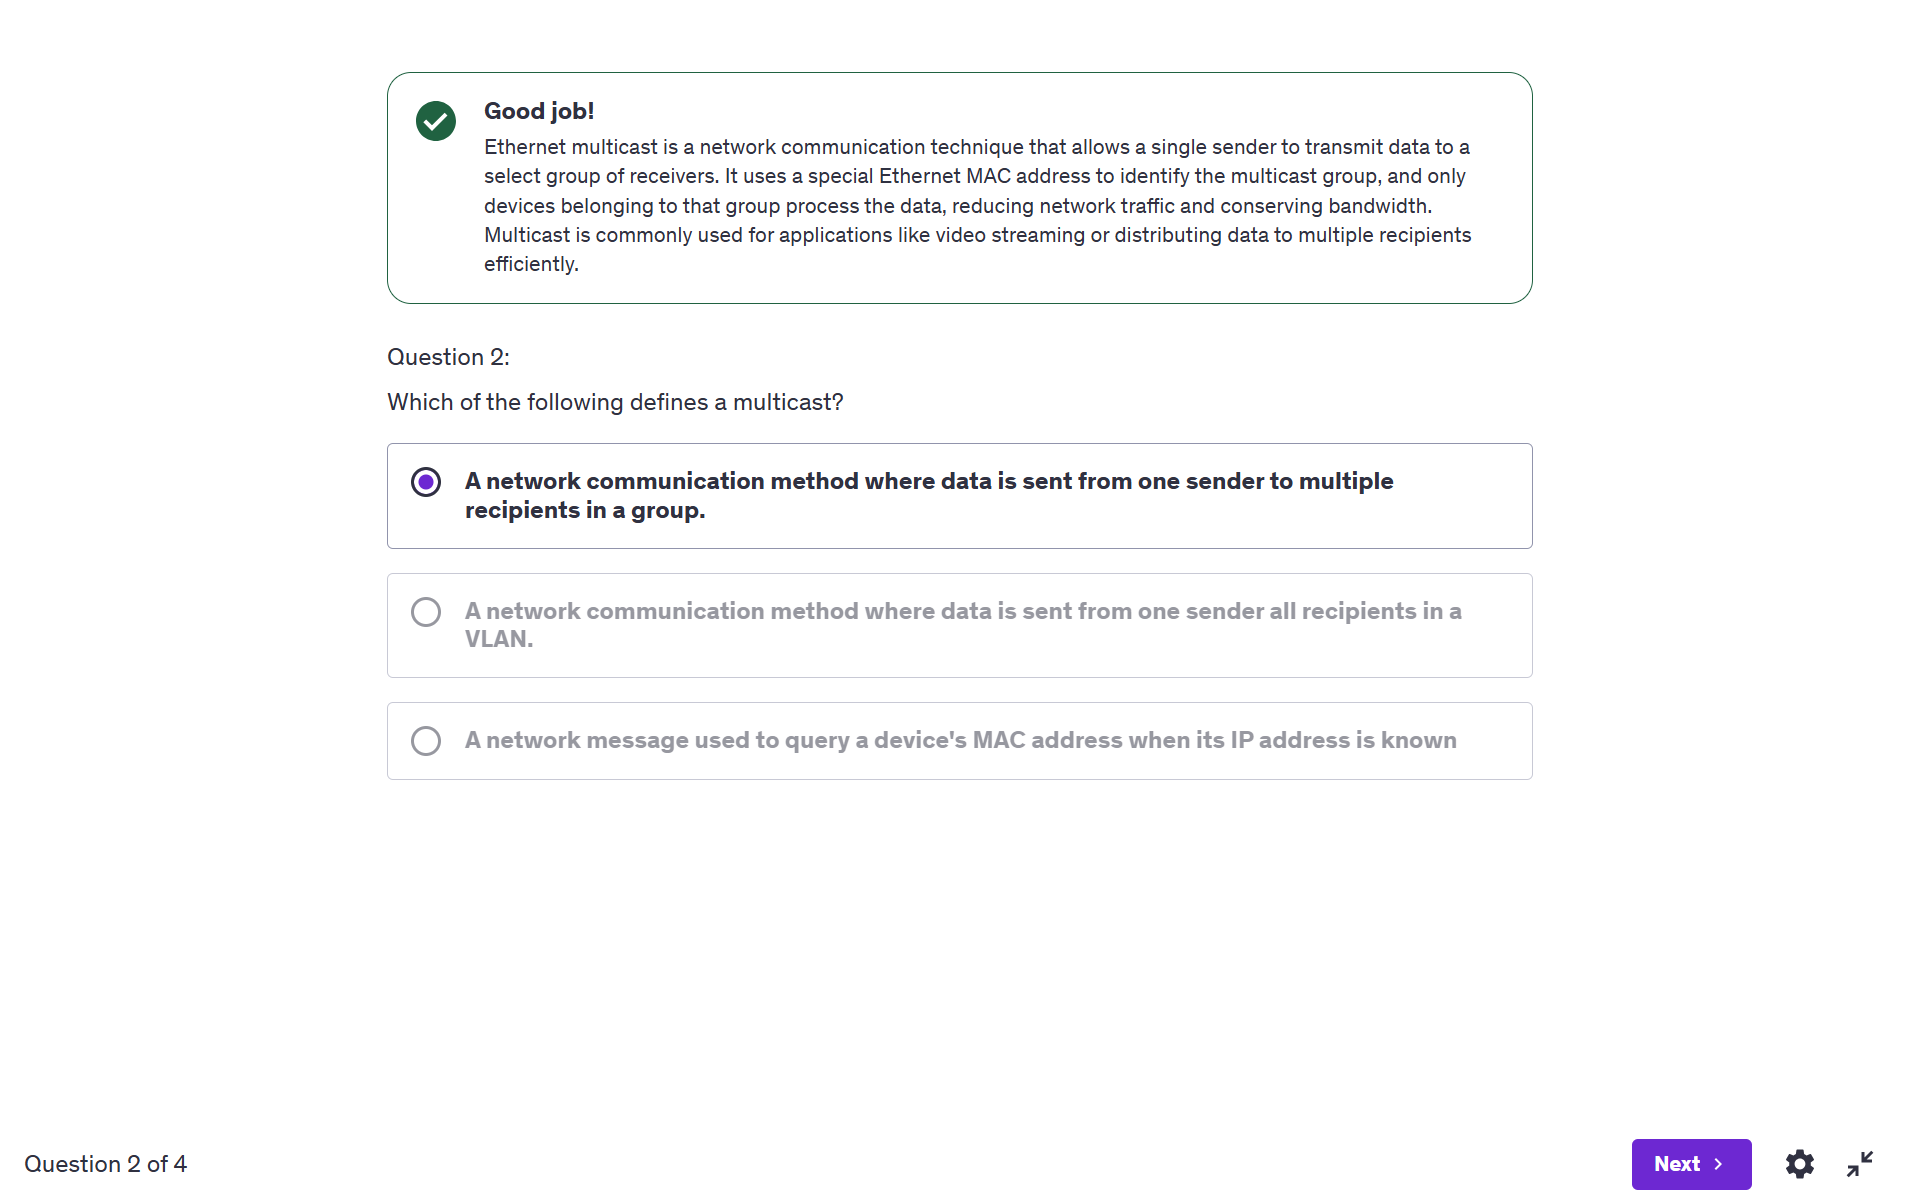 Good job!
Ethernet multicast is a network communication technique that allows a single sender to transmit data to a
select group of receivers. It uses a special Ethernet MAC address to identify the multicast group, and only
devices belonging to that group process the data, reducing network traffic and conserving bandwidth.
Multicast is commonly used for applications like video streaming or distributing data to multiple recipients
efficiently.
Question 2:
Which of the following defines a multicast?
A network communication method where data is sent from one sender to multiple
recipients in a group.
A network communication method where data is sent from one sender all recipients in a
VLAN.
A network message used to query a device's MAC address when its IP address is known
Question 2 of 4
Next